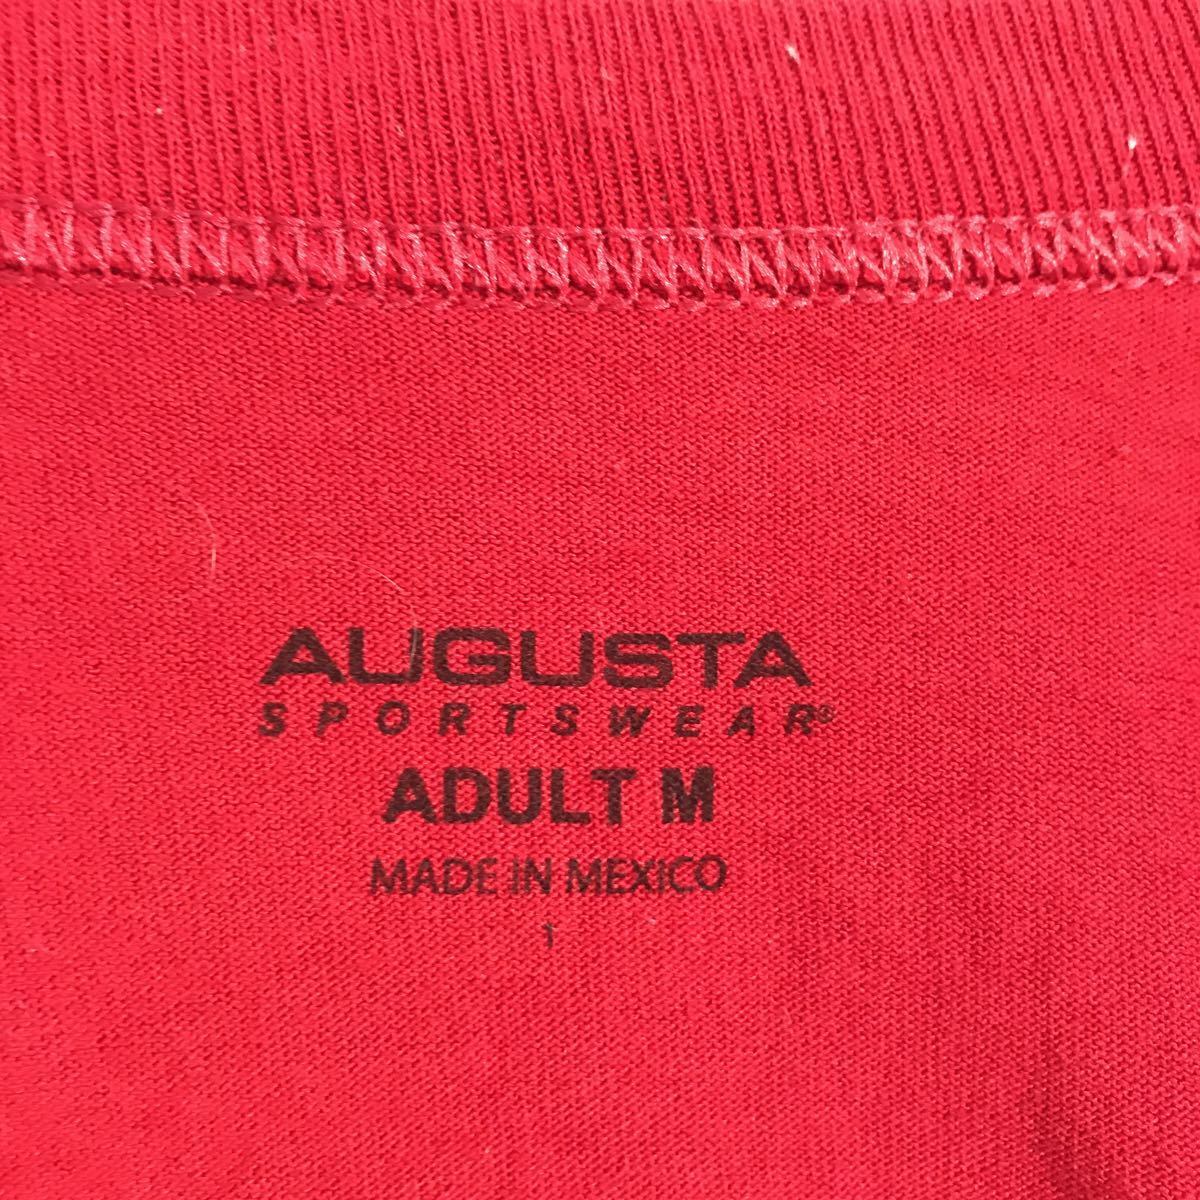 AUGUSTA
SPORTSWEAR®
ADULT M
MADE IN MEXICO
1